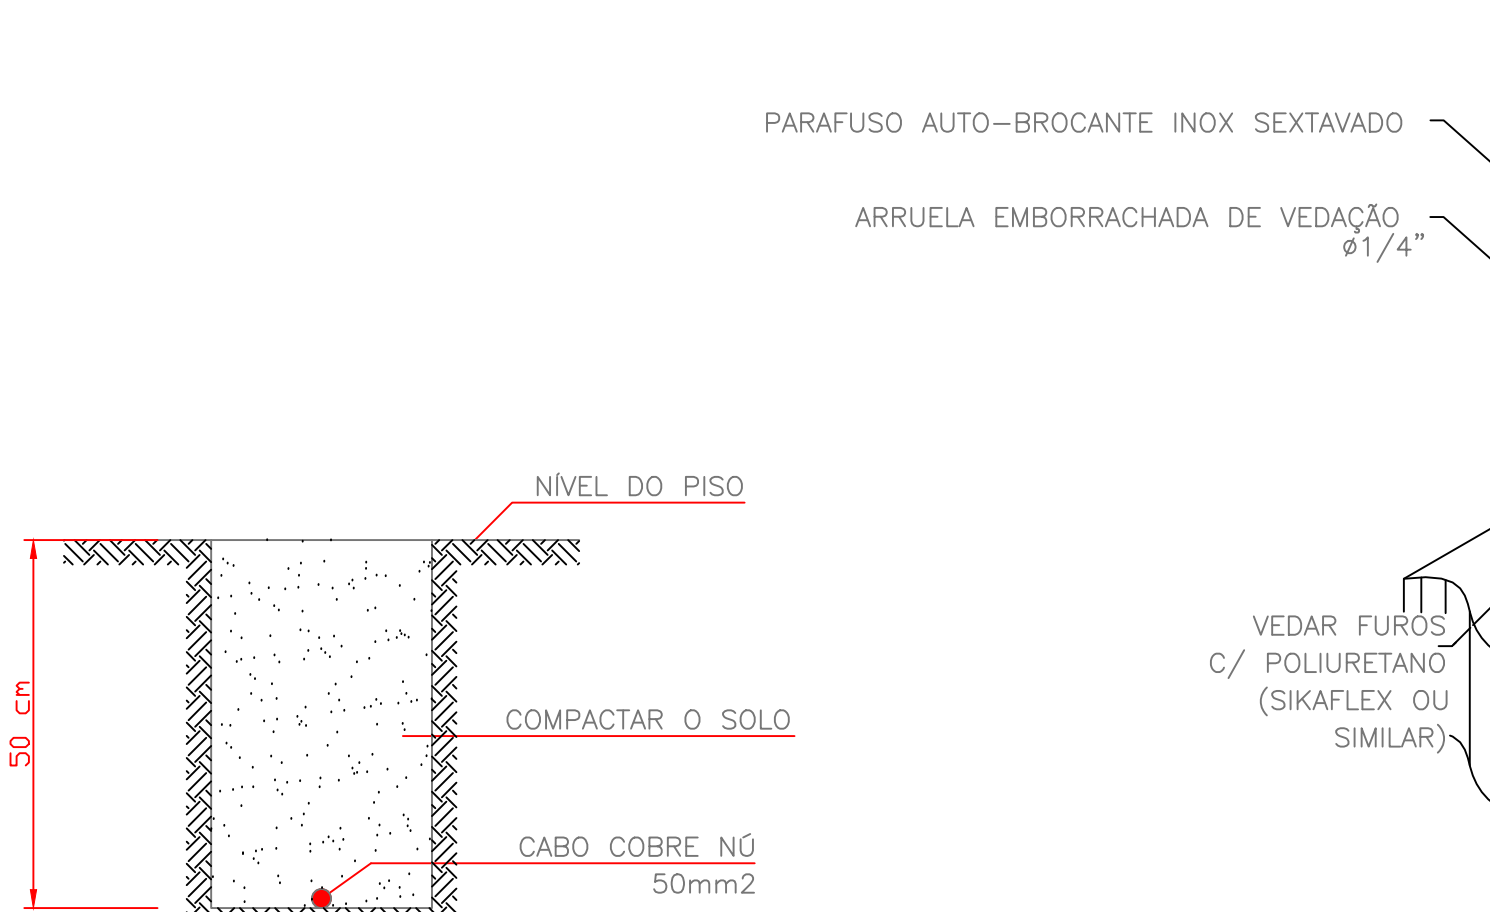 PARAFUSO AUTO-BROCANTE INOX SEXTAVADO
ARRUELA EMBORRACHADA DE VEDAÇÃO
ø1/4"
NÍVEL DO PISO
COMPACTAR O SOLO
CABO COBRE NÚ
50mm2
50 cm
VEDAR FUROS
C/ POLIURETANO
(SIKAFLEX OU
SIMILAR)